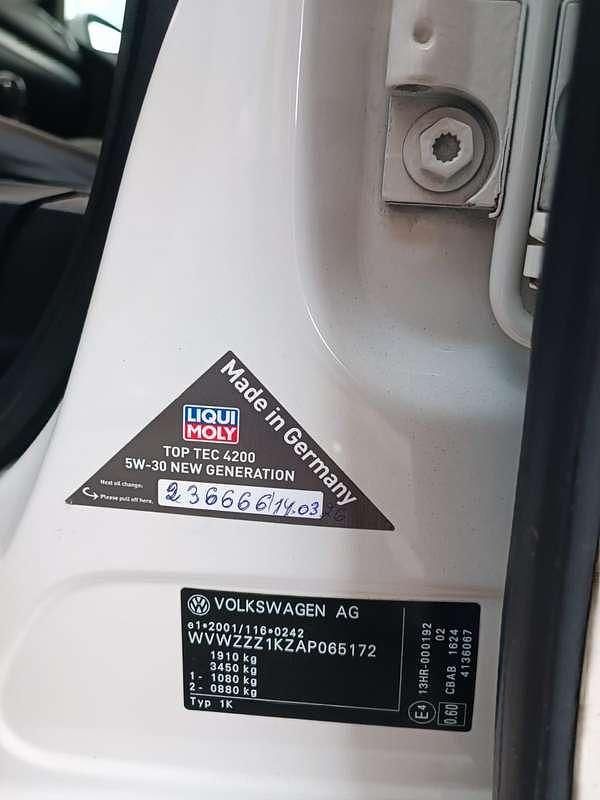 Made in Germany
LIQUI
MOLY
TOP TEC 4200
5W-30 NEW GENERATION
Next oil change:
Please pull off here.
236666/14.03.26
VOLKSWAGEN AG
e1*2001/116*0242
WVWZZZ1KZAP065172
1910 kg
3450 kg
1- 1080 kg
2- 0880 kg
Typ 1K
E4 13HR-000192
02
0.60 CBAB 1624
4136067